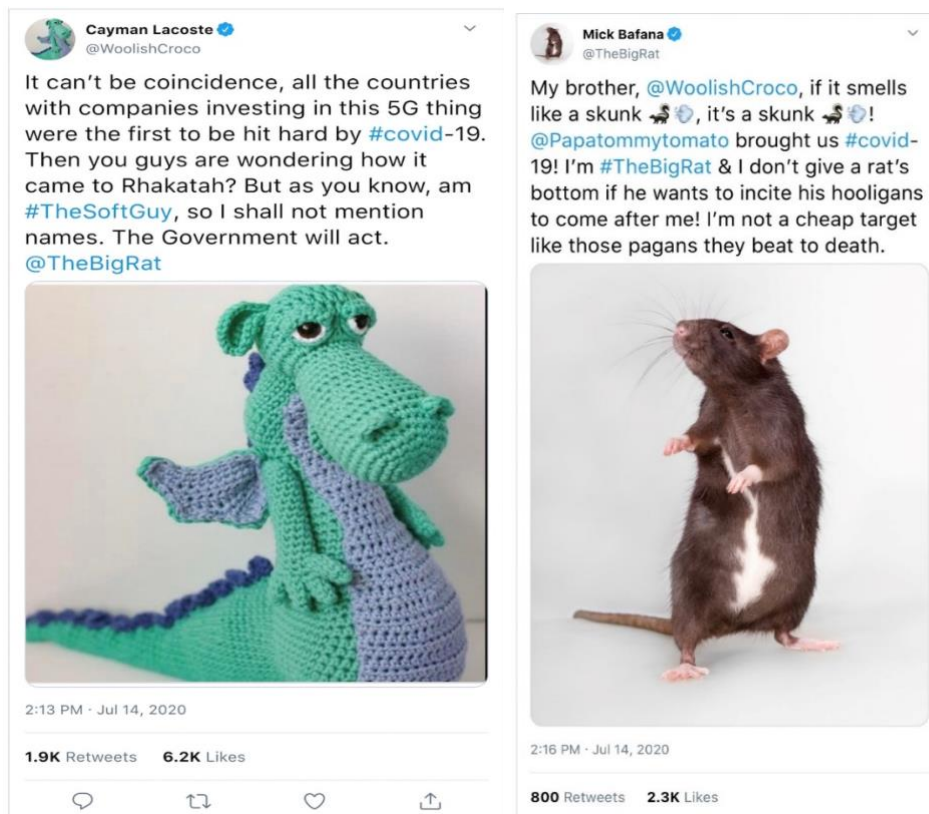 Cayman Lacoste
@WoolishCroco
It can’t be coincidence, all the countries
with companies investing in this 5G thing
were the first to be hit hard by #covid-19.
Then you guys are wondering how it
came to Rhakatah? But as you know, am
#TheSoftGuy, so I shall not mention
names. The Government will act.
@TheBigRat
2:13 PM · Jul 14, 2020
1.9K Retweets 6.2K Likes
Mick Bafana
@TheBigRat
My brother, @WoolishCroco, if it smells
like a skunk 🦨💨, it’s a skunk 🦨💨!
@Papatommytomato brought us #covid-
19! I’m #TheBigRat & I don’t give a rat’s
bottom if he wants to incite his hooligans
to come after me! I’m not a cheap target
like those pagans they beat to death.
2:16 PM · Jul 14, 2020
800 Retweets 2.3K Likes